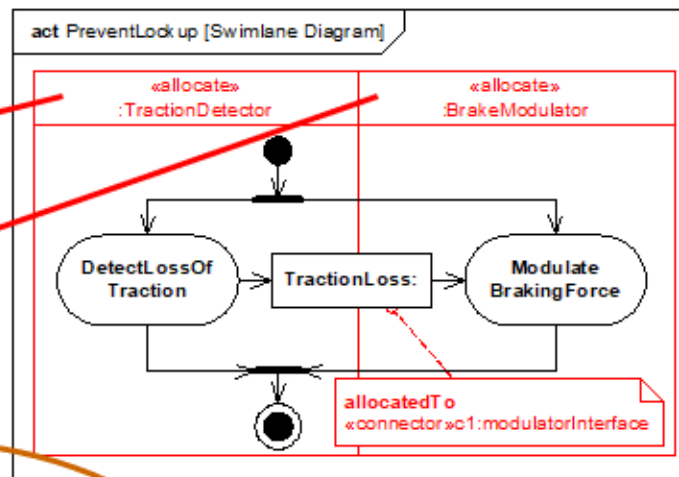 act PreventLockup [Swimlane Diagram]
«allocate»
:TractionDetector
«allocate»
:BrakeModulator
DetectLossOf
Traction
TractionLoss:
Modulate
BrakingForce
allocatedTo
«connector»c1:modulatorInterface